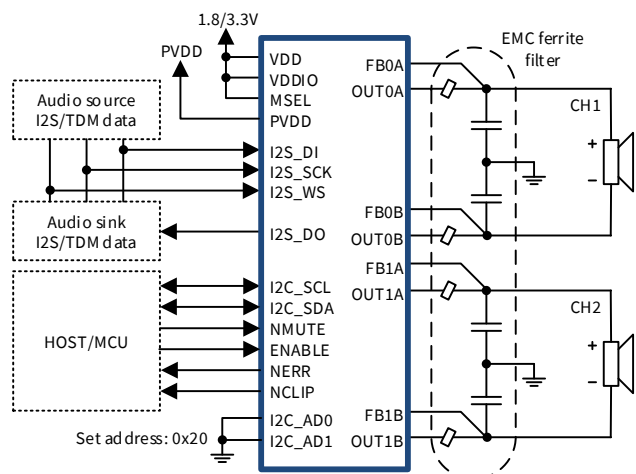 1.8/3.3V
PVDD
EMC ferrite
filter
VDD
VDDIO
MSEL
PVDD
FB0A
OUT0A
CH1
+
–
Audio source
I2S/TDM data
I2S_DI
I2S_SCK
I2S_WS
Audio sink
I2S/TDM data
I2S_DO
FB0B
OUT0B
FB1A
OUT1A
CH2
+
–
HOST/MCU
I2C_SCL
I2C_SDA
NMUTE
ENABLE
NERR
NCLIP
I2C_AD0
I2C_AD1
Set address: 0x20
FB1B
OUT1B